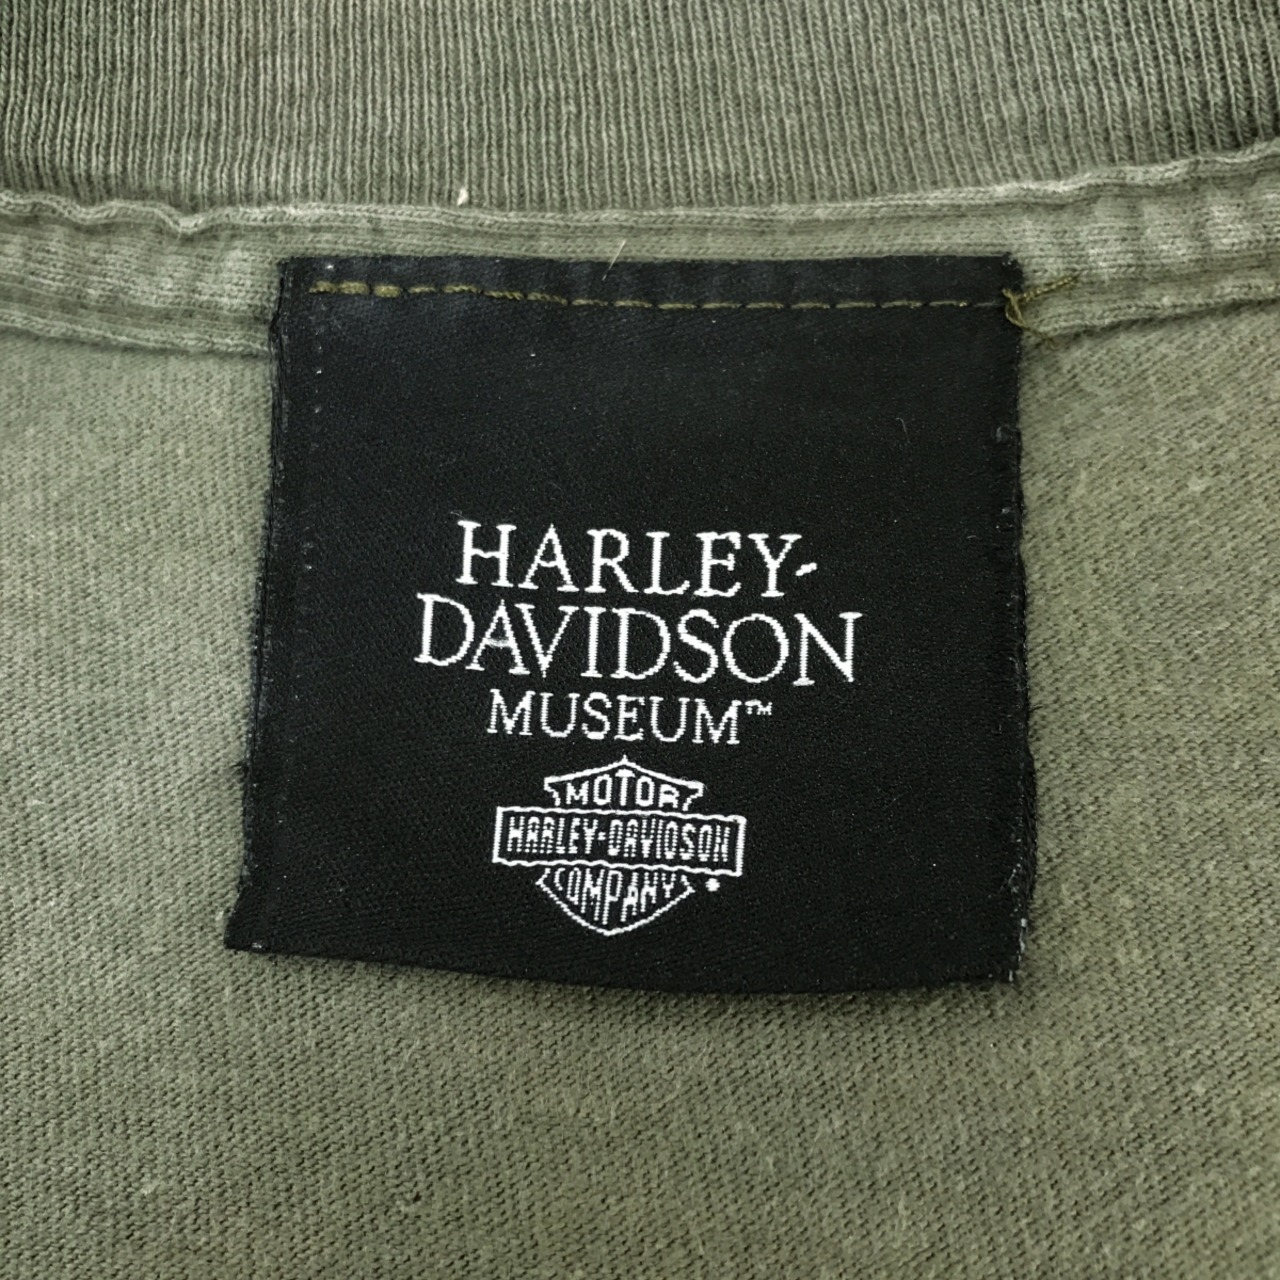 HARLEY-
DAVIDSON
MUSEUM™
MOTOR
HARLEY-DAVIDSON
COMPANY